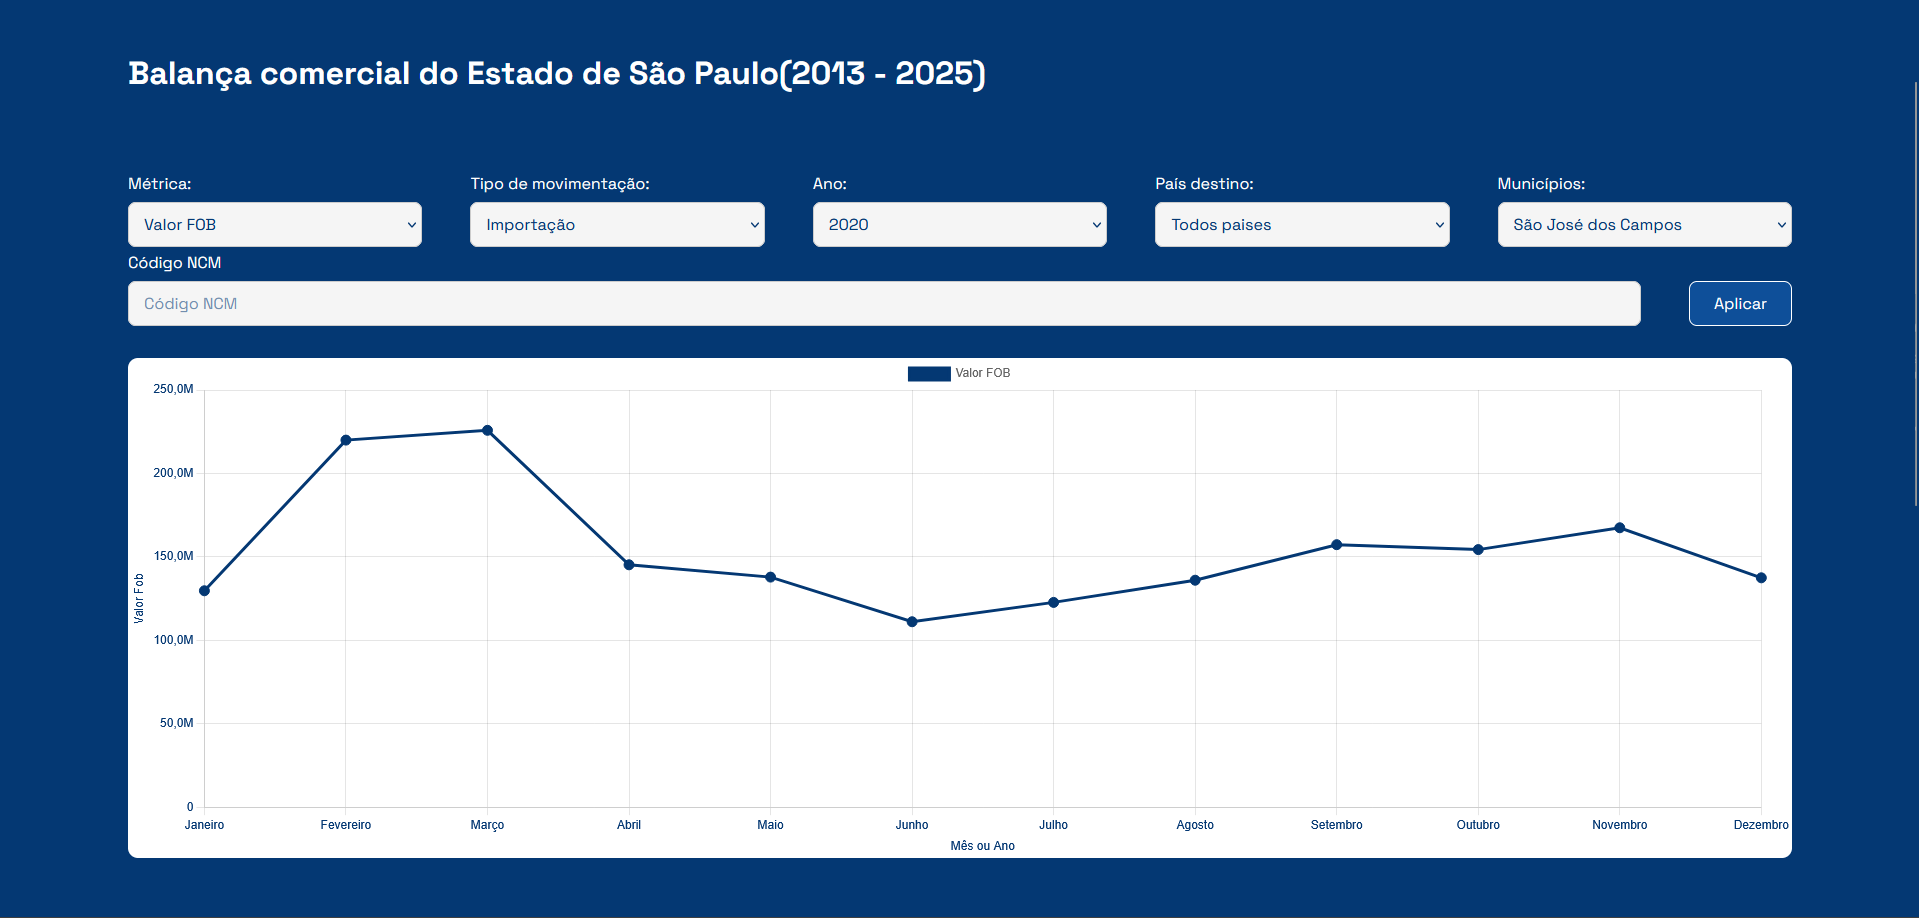 Balança comercial do Estado de São Paulo(2013 - 2025)
Métrica: Tipo de movimentação: Ano: País destino: Municípios:
Valor FOB Importação 2020 Todos paises São José dos Campos
Código NCM
Código NCM Aplicar
Valor FOB
250,0M
200,0M
150,0M
100,0M
50,0M
0
Valor Fob
Janeiro Fevereiro Março Abril Maio Junho Julho Agosto Setembro Outubro Novembro Dezembro
Mês ou Ano